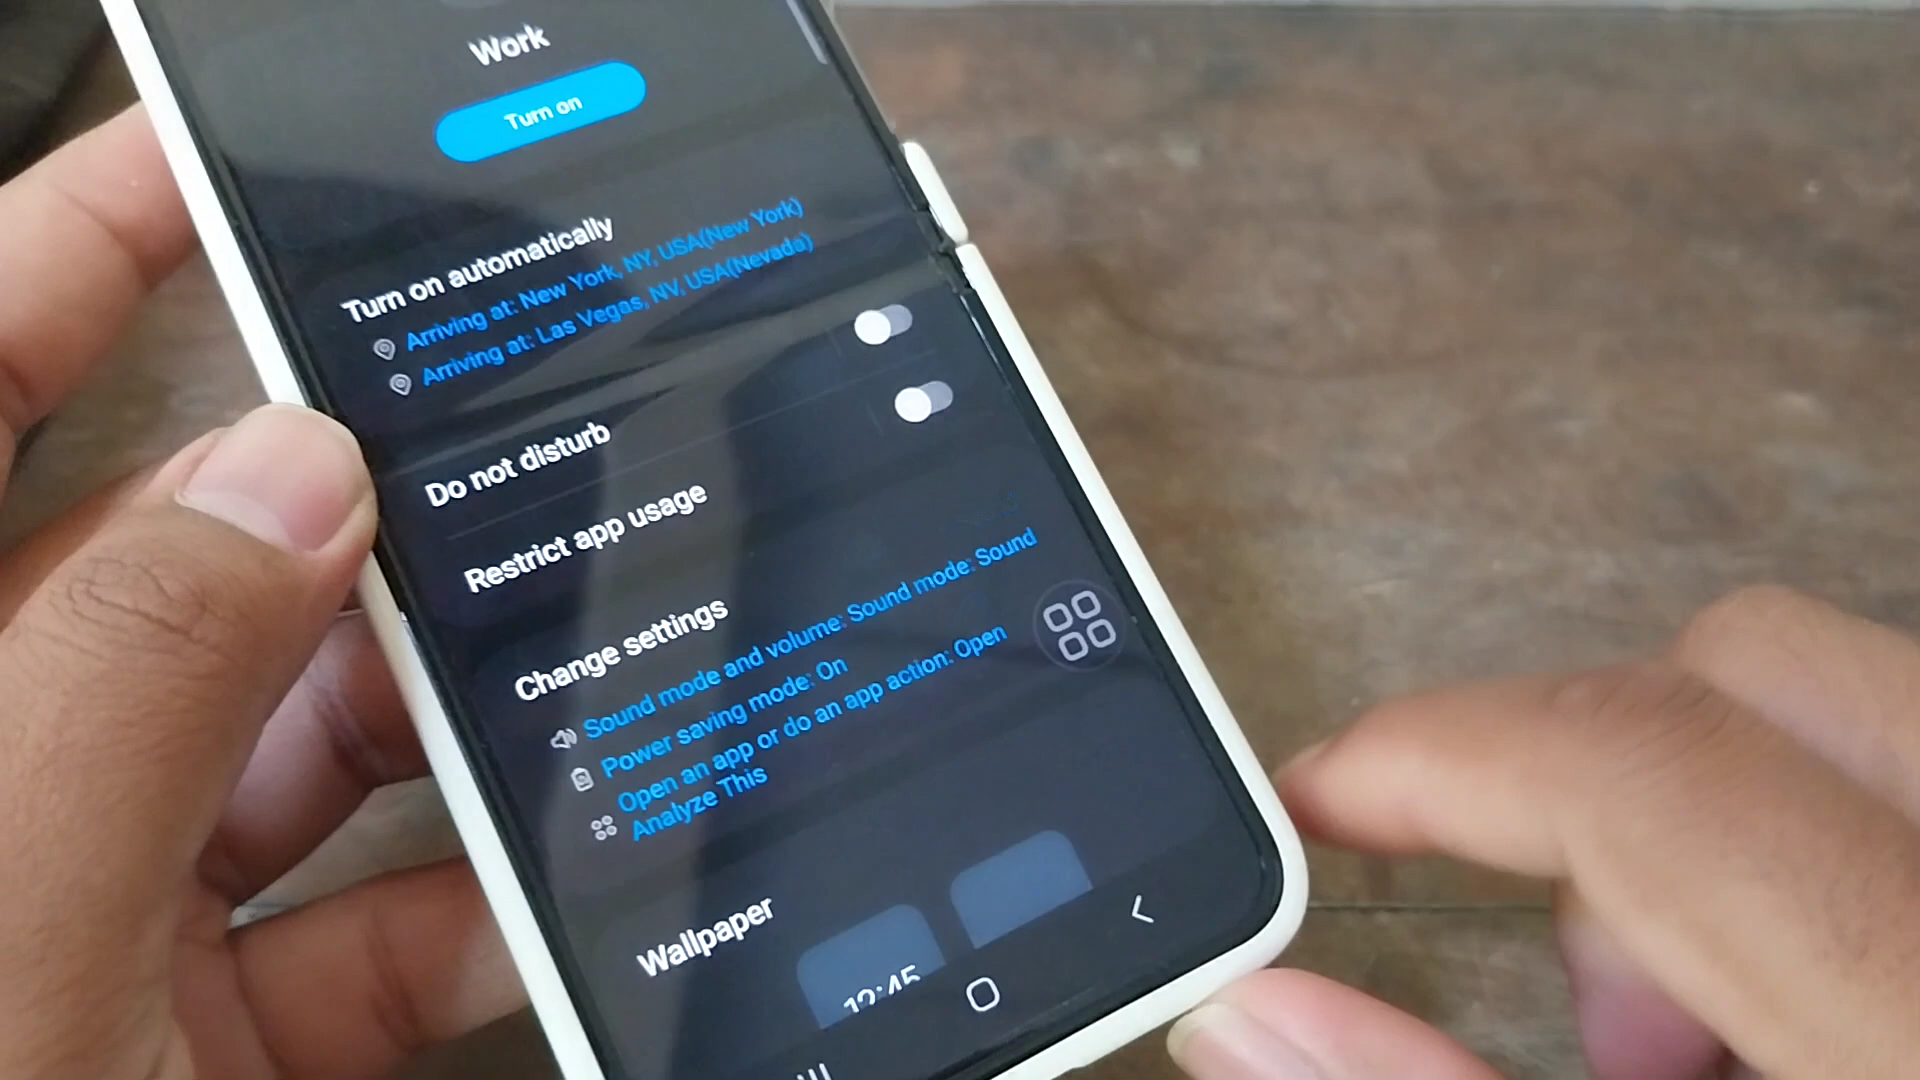 Work
Turn on
Turn on automatically
Arriving at: New York, NY, USA(New York)
Arriving at: Las Vegas, NV, USA(Nevada)
Do not disturb
Restrict app usage
Change settings
Sound mode and volume: Sound mode: Sound
Power saving mode: On
Open an app or do an app action: Open
Analyze This
Wallpaper
12:45